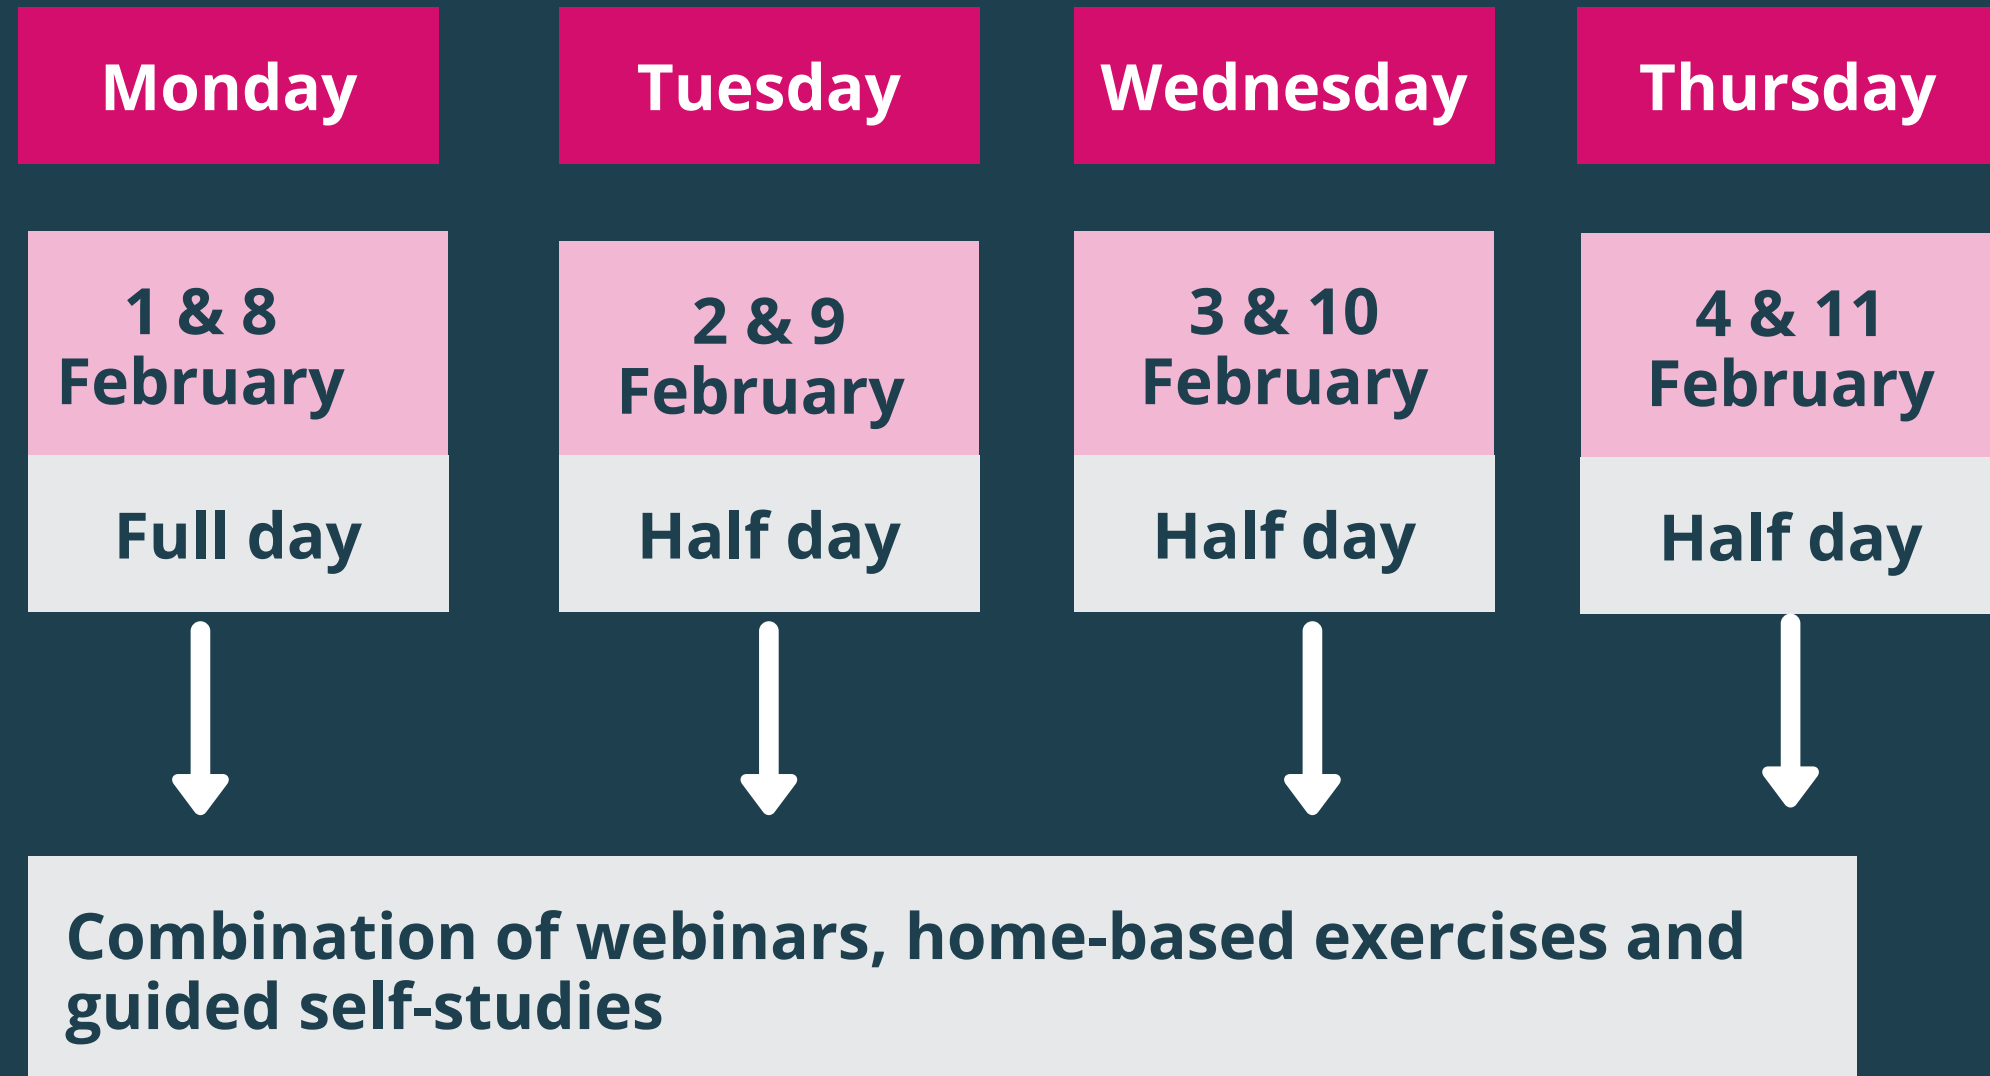 Monday
Tuesday
Wednesday
Thursday
1 & 8
February
2 & 9
February
3 & 10
February
4 & 11
February
Full day
Half day
Half day
Half day
Combination of webinars, home-based exercises and
guided self-studies